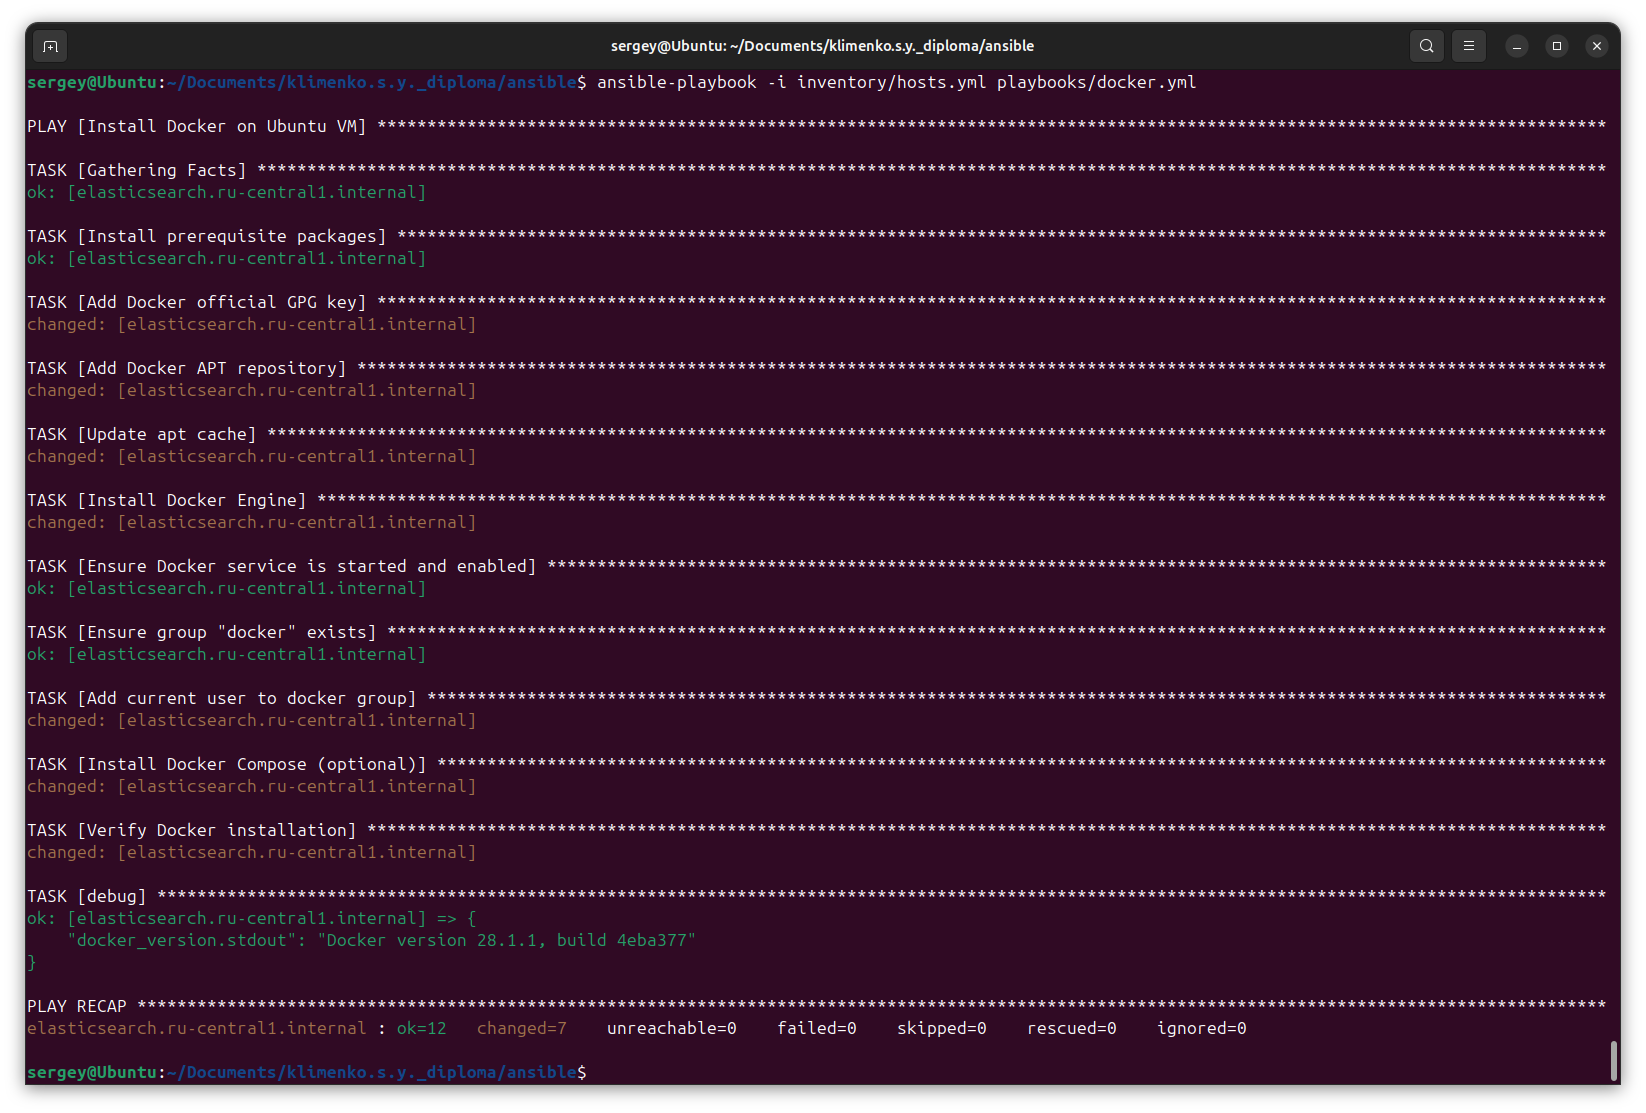 sergey@Ubuntu: ~/Documents/klimenko.s.y._diploma/ansible
sergey@Ubuntu:~/Documents/klimenko.s.y._diploma/ansible$ ansible-playbook -i inventory/hosts.yml playbooks/docker.yml
PLAY [Install Docker on Ubuntu VM] ***************************************************************************************************************************
TASK [Gathering Facts] ***************************************************************************************************************************************
ok: [elasticsearch.ru-central1.internal]
TASK [Install prerequisite packages] *************************************************************************************************************************
ok: [elasticsearch.ru-central1.internal]
TASK [Add Docker official GPG key] ***************************************************************************************************************************
changed: [elasticsearch.ru-central1.internal]
TASK [Add Docker APT repository] *****************************************************************************************************************************
changed: [elasticsearch.ru-central1.internal]
TASK [Update apt cache] **************************************************************************************************************************************
changed: [elasticsearch.ru-central1.internal]
TASK [Install Docker Engine] *********************************************************************************************************************************
changed: [elasticsearch.ru-central1.internal]
TASK [Ensure Docker service is started and enabled] **********************************************************************************************************
ok: [elasticsearch.ru-central1.internal]
TASK [Ensure group "docker" exists] **************************************************************************************************************************
ok: [elasticsearch.ru-central1.internal]
TASK [Add current user to docker group] **********************************************************************************************************************
changed: [elasticsearch.ru-central1.internal]
TASK [Install Docker Compose (optional)] *********************************************************************************************************************
changed: [elasticsearch.ru-central1.internal]
TASK [Verify Docker installation] ****************************************************************************************************************************
changed: [elasticsearch.ru-central1.internal]
TASK [debug] *************************************************************************************************************************************************
ok: [elasticsearch.ru-central1.internal] => {
    "docker_version.stdout": "Docker version 28.1.1, build 4eba377"
}
PLAY RECAP ***************************************************************************************************************************************************
elasticsearch.ru-central1.internal : ok=12   changed=7    unreachable=0    failed=0    skipped=0    rescued=0    ignored=0
sergey@Ubuntu:~/Documents/klimenko.s.y._diploma/ansible$